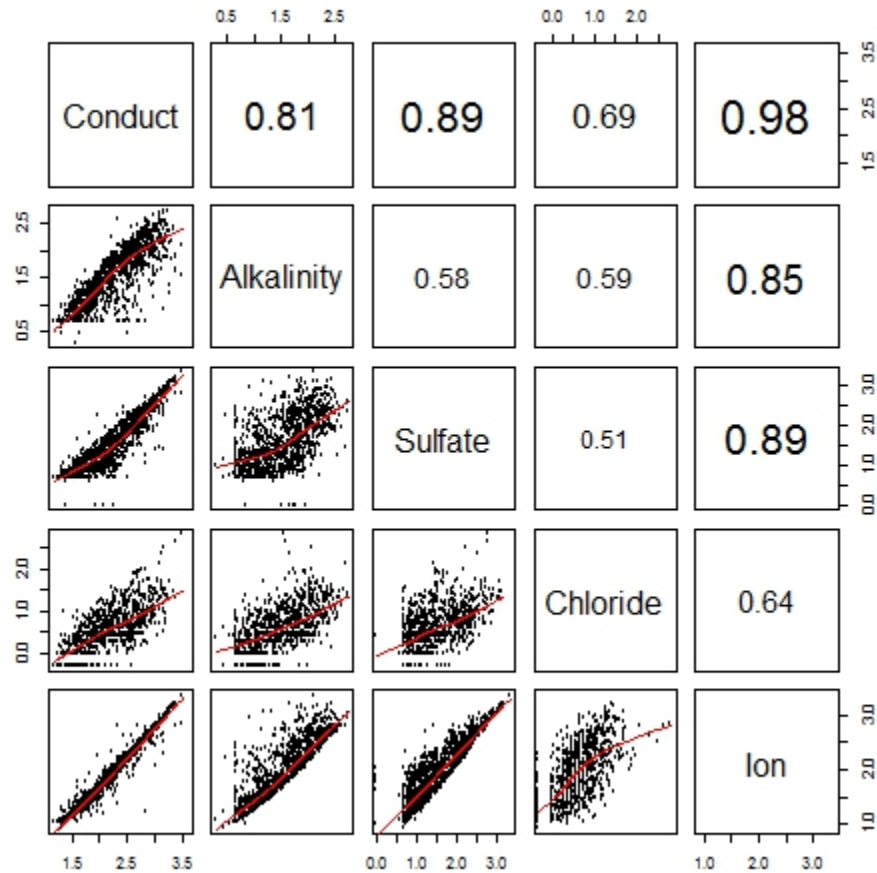 0.5 1.5 2.5 0.0 1.0 2.0
Conduct 0.81 0.89 0.69 0.98 1.5 2.5 3.5
0.5 1.5 2.5 Alkalinity 0.58 0.59 0.85
Sulfate 0.51 0.89 0.0 1.0 2.0 3.0
0.0 1.0 2.0 Chloride 0.64
Ion 1.0 2.0 3.0
1.5 2.5 3.5 0.0 1.0 2.0 3.0 1.0 2.0 3.0